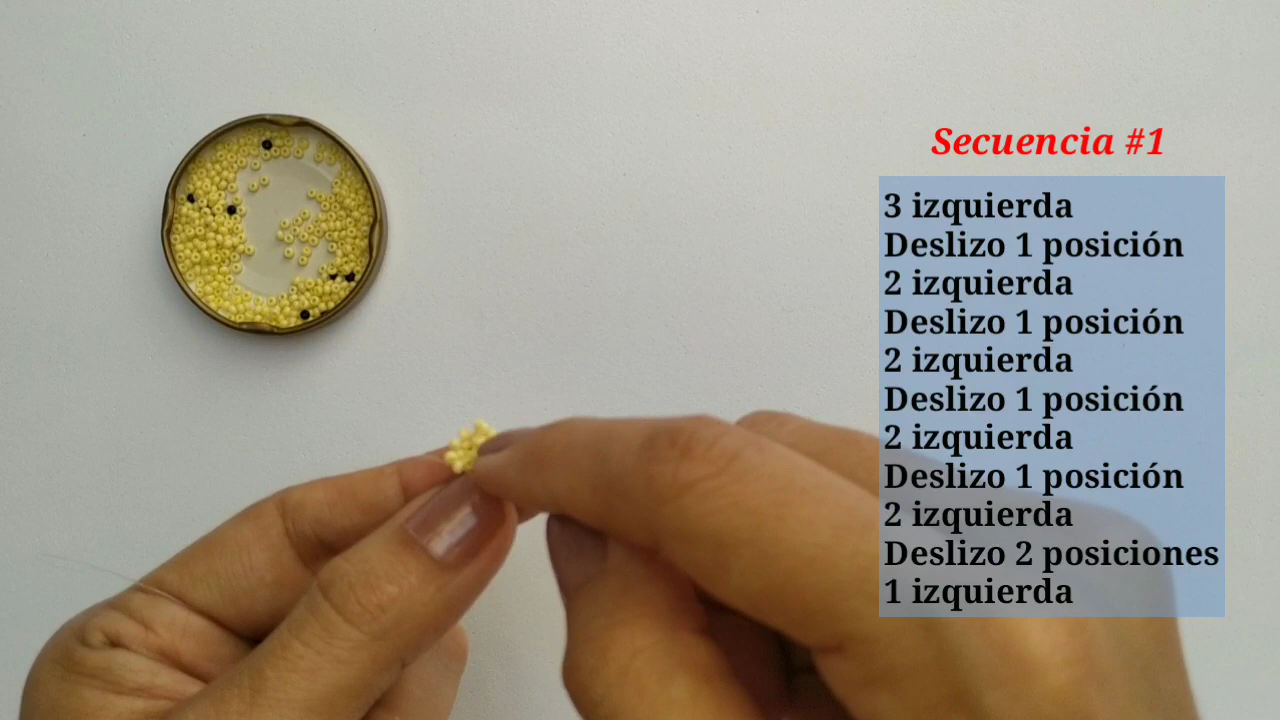 Secuencia #1
3 izquierda
Deslizo 1 posición
2 izquierda
Deslizo 1 posición
2 izquierda
Deslizo 1 posición
2 izquierda
Deslizo 1 posición
2 izquierda
Deslizo 2 posiciones
1 izquierda